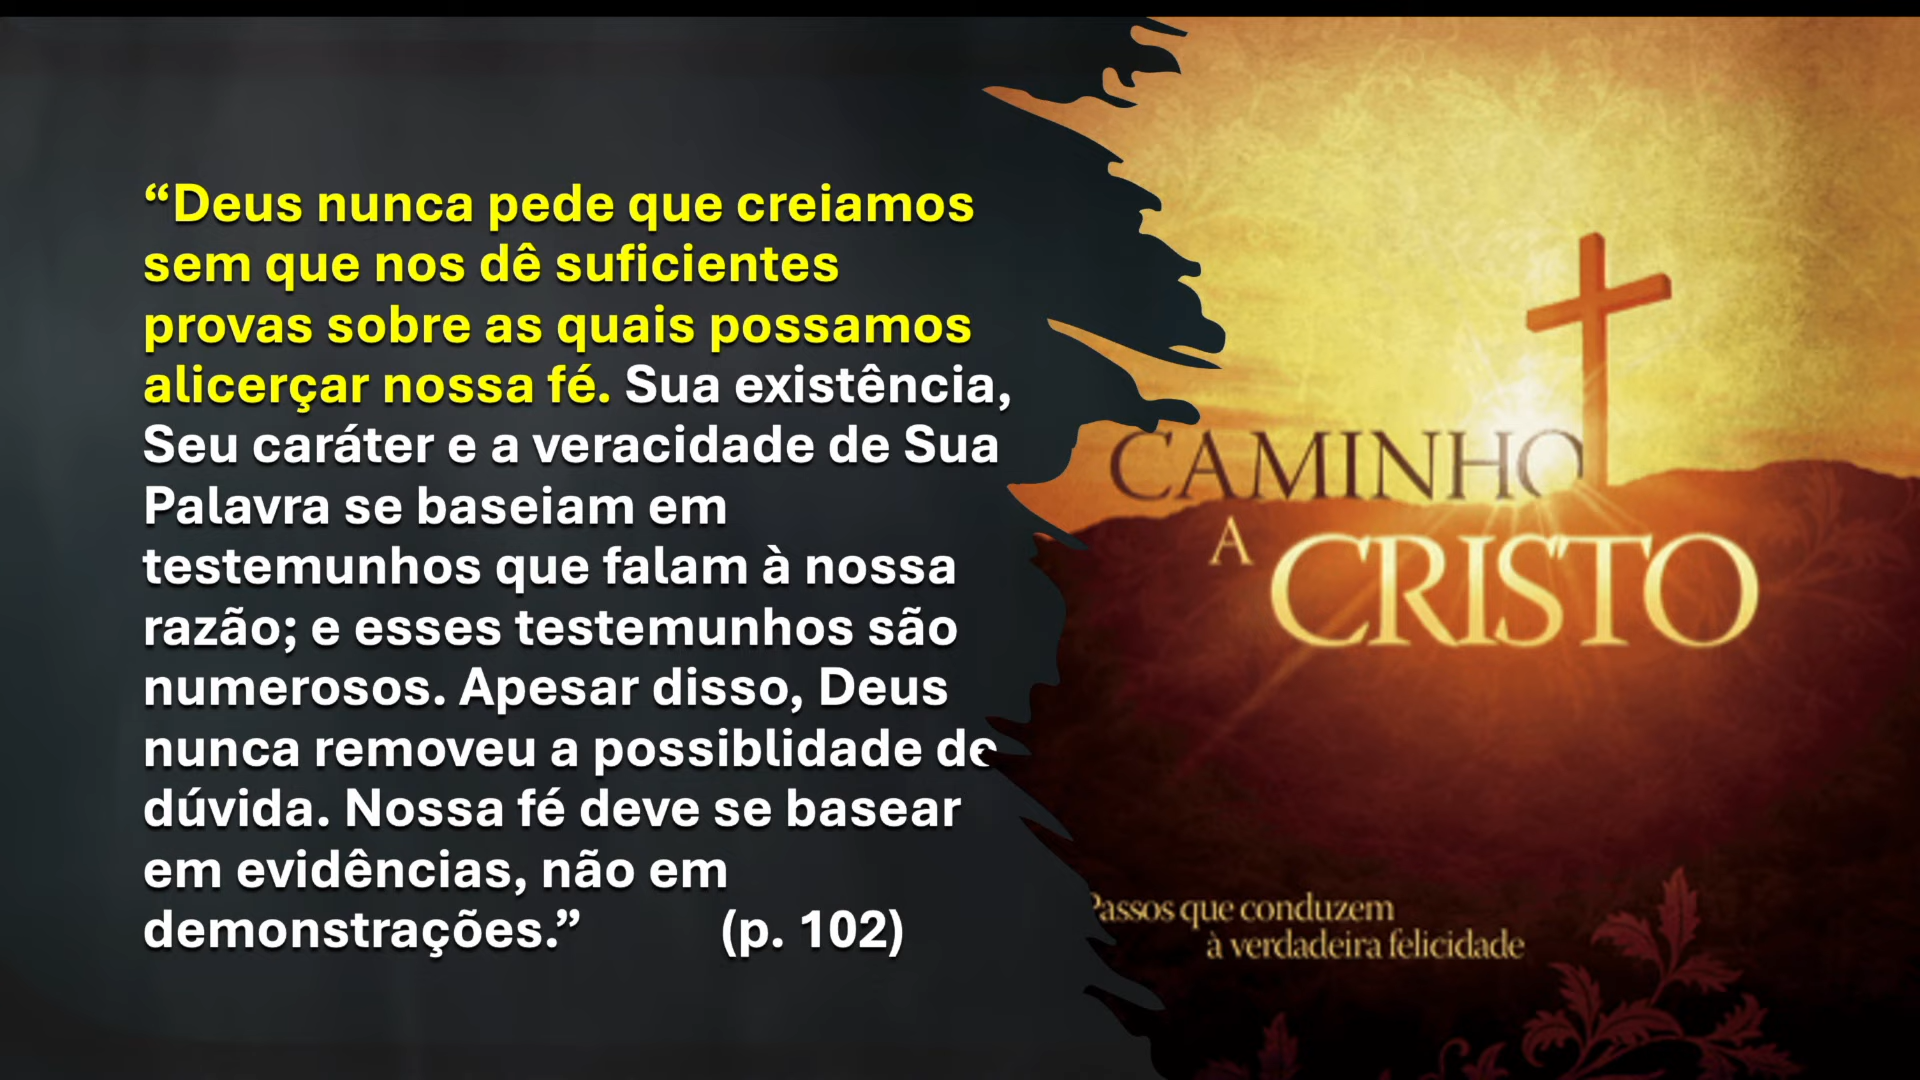 “Deus nunca pede que creiamos
sem que nos dê suficientes
provas sobre as quais possamos
alicerçar nossa fé. Sua existência,
Seu caráter e a veracidade de Sua
Palavra se baseiam em
testemunhos que falam à nossa
razão; e esses testemunhos são
numerosos. Apesar disso, Deus
nunca removeu a possiblidade de
dúvida. Nossa fé deve se basear
em evidências, não em
demonstrações.” (p. 102)
CAMINHO
A CRISTO
Passos que conduzem
à verdadeira felicidade